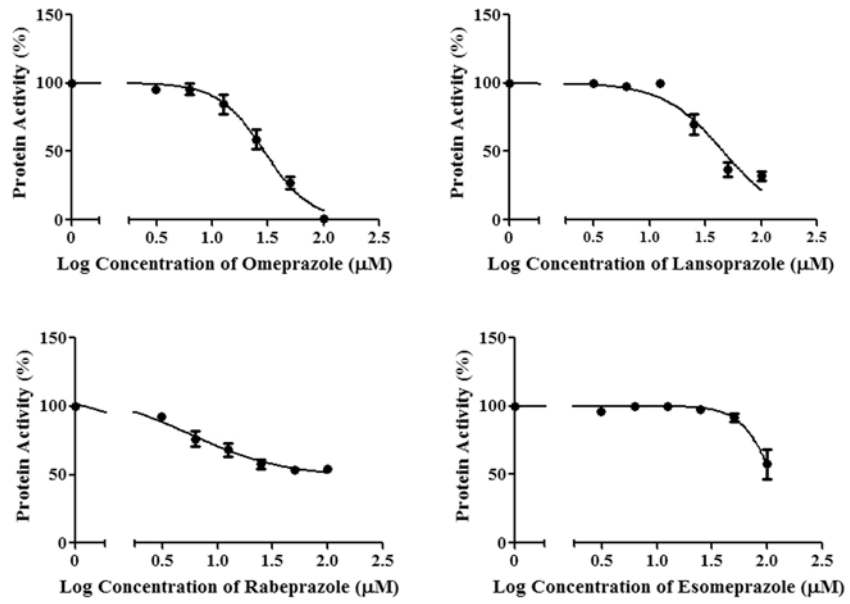 150
100
50
0
Protein Activity (%)
0 0.5 1.0 1.5 2.0 2.5
Log Concentration of Omeprazole (μM)
150
100
50
0
Protein Activity (%)
0 0.5 1.0 1.5 2.0 2.5
Log Concentration of Lansoprazole (μM)
150
100
50
0
Protein Activity (%)
0 0.5 1.0 1.5 2.0 2.5
Log Concentration of Rabeprazole (μM)
150
100
50
0
Protein Activity (%)
0 0.5 1.0 1.5 2.0 2.5
Log Concentration of Esomeprazole (μM)